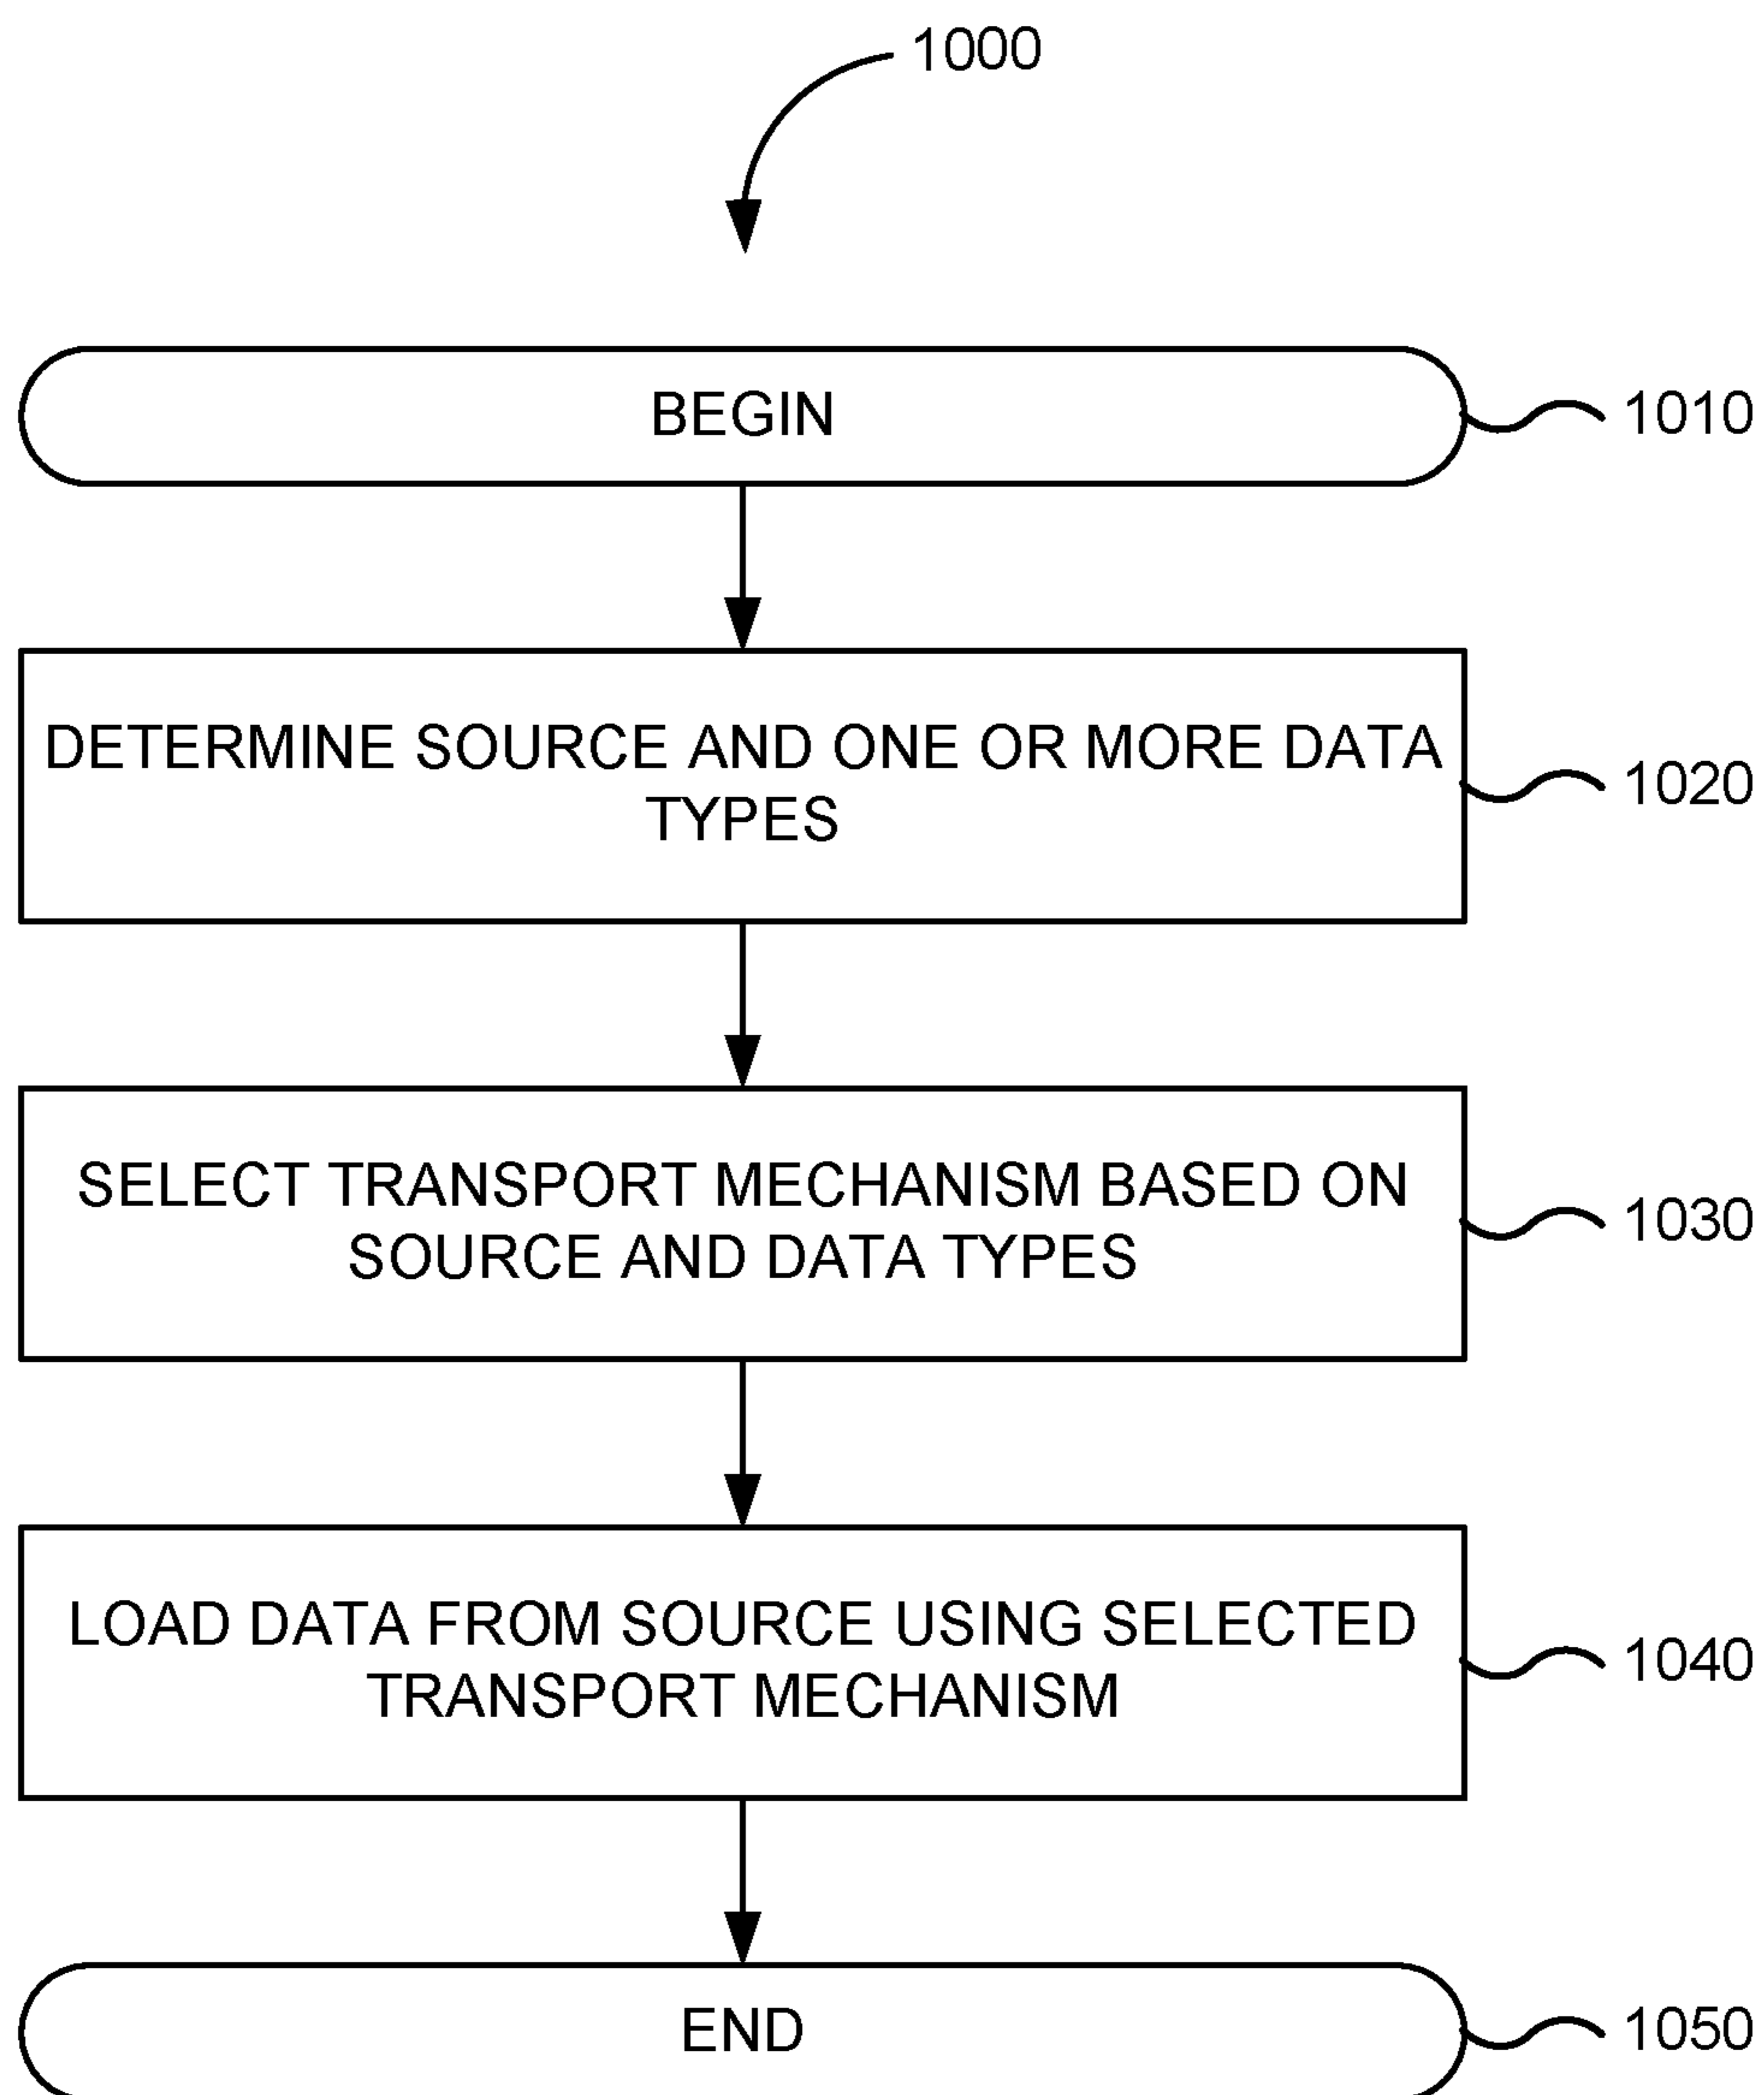 1000
BEGIN
1010
DETERMINE SOURCE AND ONE OR MORE DATA
TYPES
1020
SELECT TRANSPORT MECHANISM BASED ON
SOURCE AND DATA TYPES
1030
LOAD DATA FROM SOURCE USING SELECTED
TRANSPORT MECHANISM
1040
END
1050